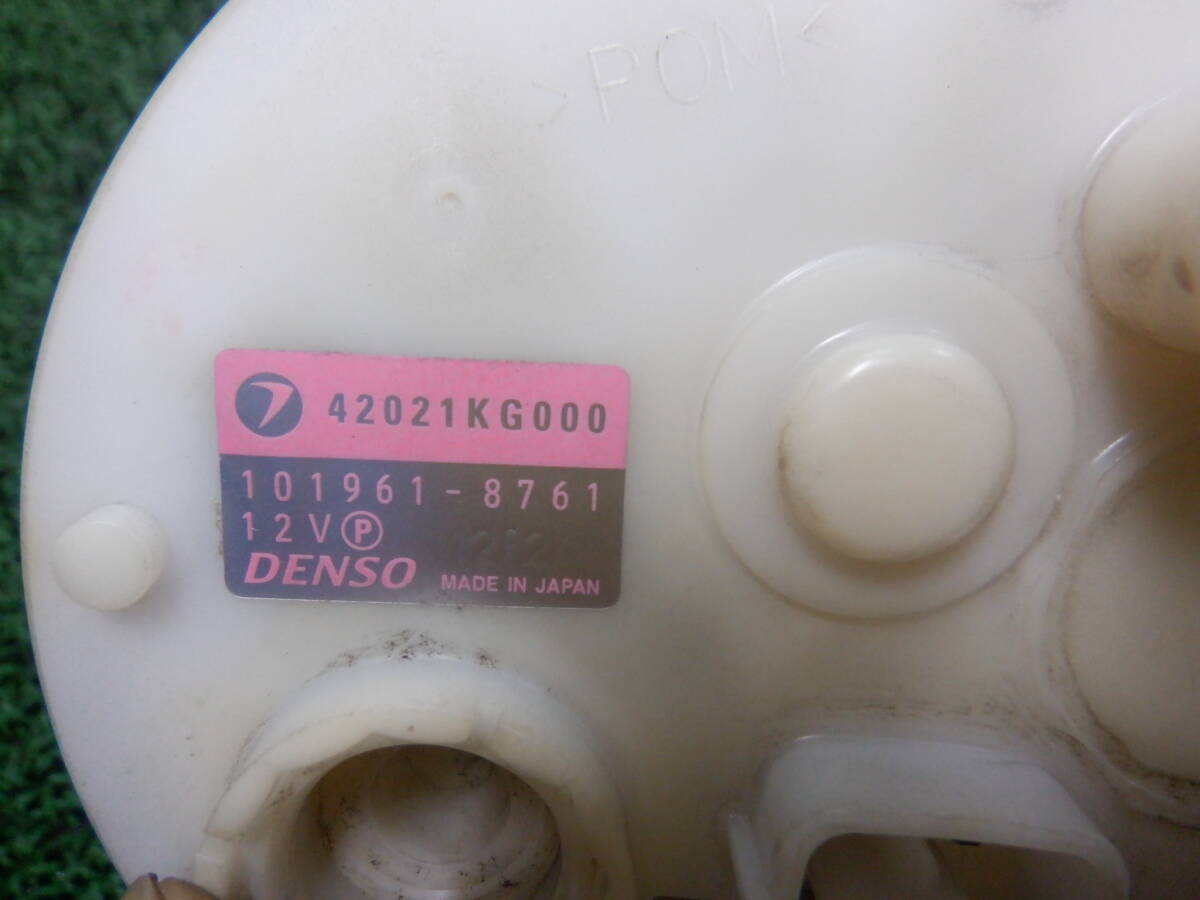 >POM<
42021KG000
101961-8761
12V Ⓟ
DENSO MADE IN JAPAN